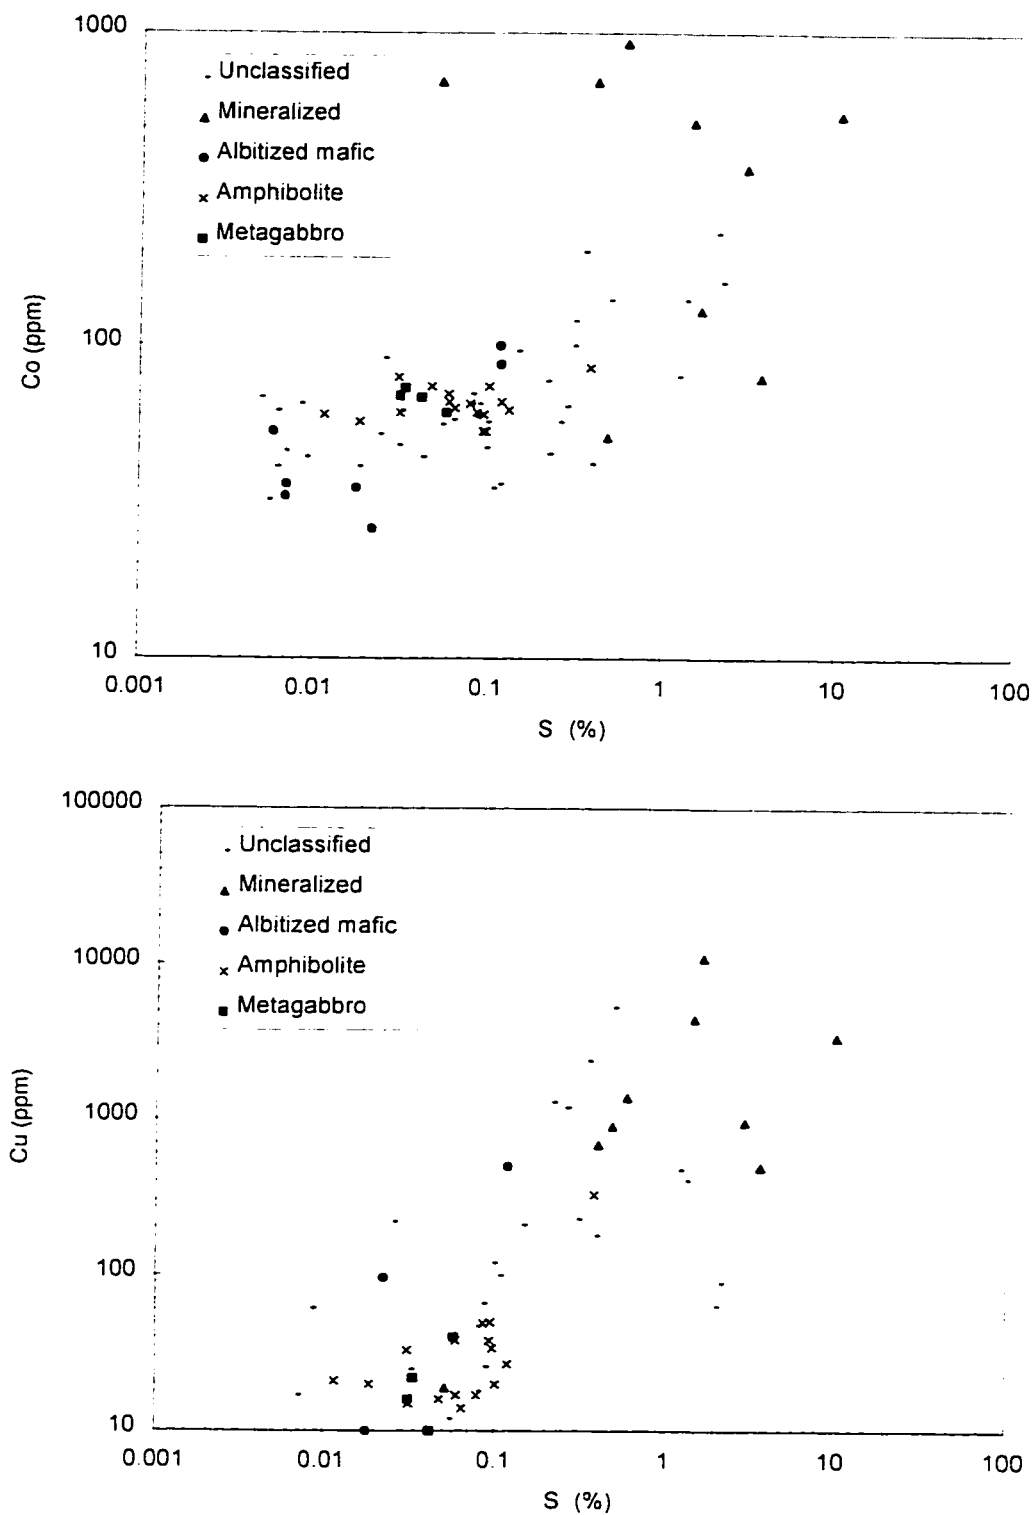 1000
Unclassified
Mineralized
Albitized mafic
Amphibolite
Metagabbro
Co (ppm)
100
10
0.001 0.01 0.1 1 10 100
S (%)
100000
Unclassified
Mineralized
Albitized mafic
Amphibolite
Metagabbro
10000
Cu (ppm)
1000
100
10
0.001 0.01 0.1 1 10 100
S (%)